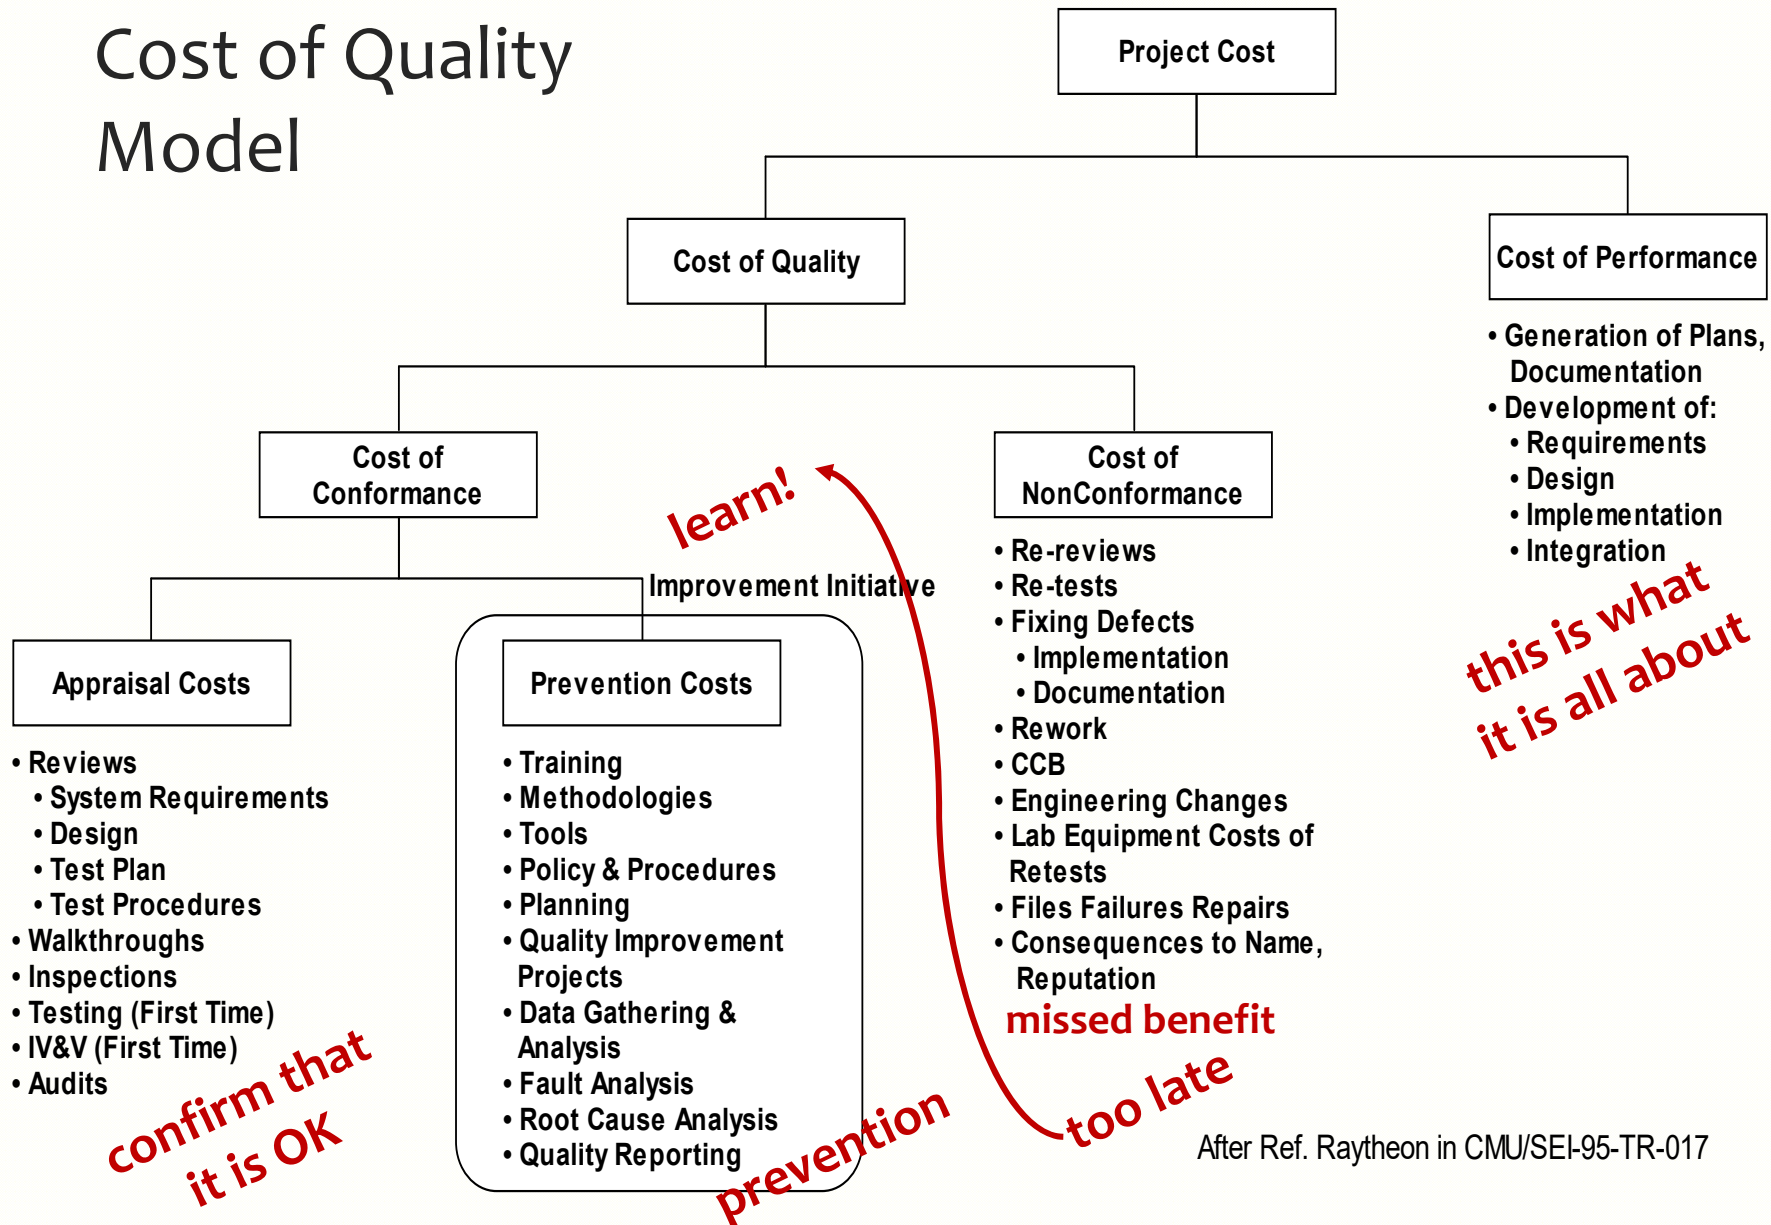 Cost of Quality
Model
Project Cost
Cost of Quality
Cost of Performance
• Generation of Plans,
Documentation
• Development of:
• Requirements
• Design
• Implementation
• Integration
this is what
it is all about
Cost of
Conformance
learn!
Cost of
NonConformance
Improvement Initiative
Appraisal Costs
• Reviews
• System Requirements
• Design
• Test Plan
• Test Procedures
• Walkthroughs
• Inspections
• Testing (First Time)
• IV&V (First Time)
• Audits
confirm that
it is OK
Prevention Costs
• Training
• Methodologies
• Tools
• Policy & Procedures
• Planning
• Quality Improvement
Projects
• Data Gathering &
Analysis
• Fault Analysis
• Root Cause Analysis
• Quality Reporting
prevention
• Re-reviews
• Re-tests
• Fixing Defects
• Implementation
• Documentation
• Rework
• CCB
• Engineering Changes
• Lab Equipment Costs of
Retests
• Files Failures Repairs
• Consequences to Name,
Reputation
missed benefit
too late
After Ref. Raytheon in CMU/SEI-95-TR-017